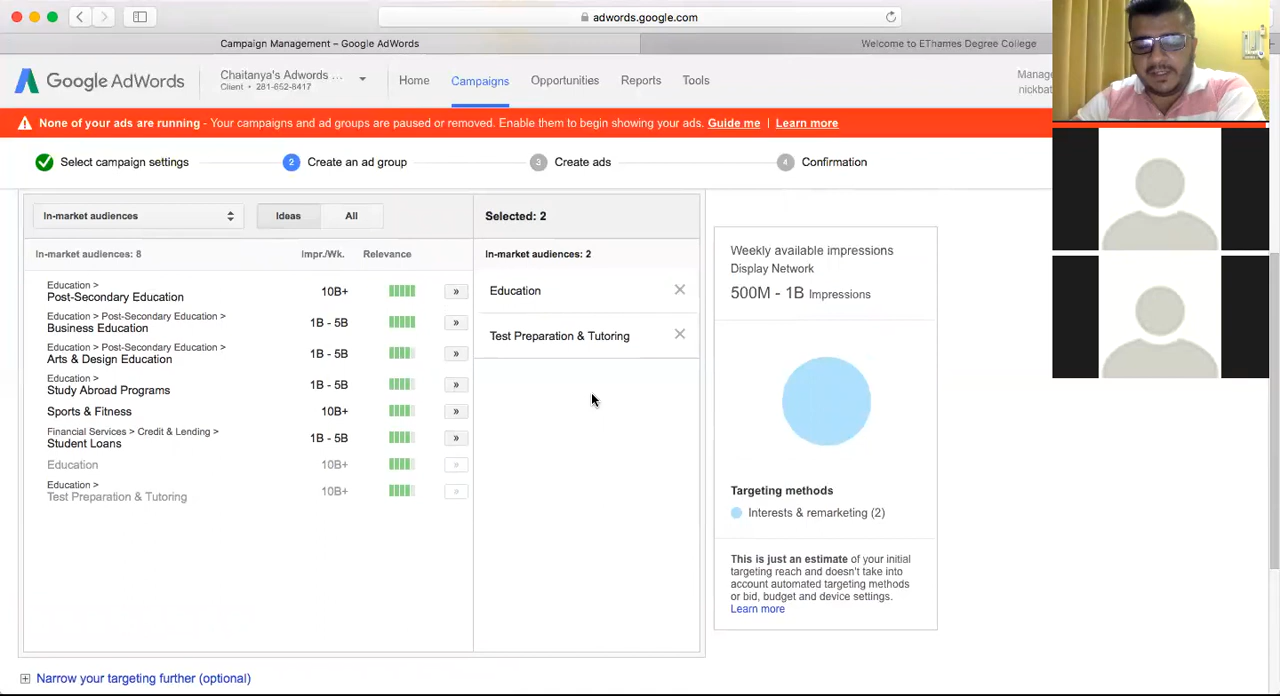 adwords.google.com
Campaign Management – Google AdWords
Welcome to EThames Degree College
Google AdWords
Chaitanya's Adwords ...
Client • 281-652-8417
Home
Campaigns
Opportunities
Reports
Tools
Manage
nickbat
None of your ads are running - Your campaigns and ad groups are paused or removed. Enable them to begin showing your ads. Guide me | Learn more
Select campaign settings
2 Create an ad group
3 Create ads
4 Confirmation
In-market audiences
Ideas
All
Selected: 2
In-market audiences: 8
Impr./Wk.
Relevance
In-market audiences: 2
Education >
Post-Secondary Education 10B+ »
Education > Post-Secondary Education >
Business Education 1B - 5B »
Education > Post-Secondary Education >
Arts & Design Education 1B - 5B »
Education >
Study Abroad Programs 1B - 5B »
Sports & Fitness 10B+ »
Financial Services > Credit & Lending >
Student Loans 1B - 5B »
Education 10B+ »
Education >
Test Preparation & Tutoring 10B+ »
Education
Test Preparation & Tutoring
Weekly available impressions
Display Network
500M - 1B Impressions
Targeting methods
Interests & remarketing (2)
This is just an estimate of your initial
targeting reach and doesn't take into
account automated targeting methods
or bid, budget and device settings.
Learn more
Narrow your targeting further (optional)